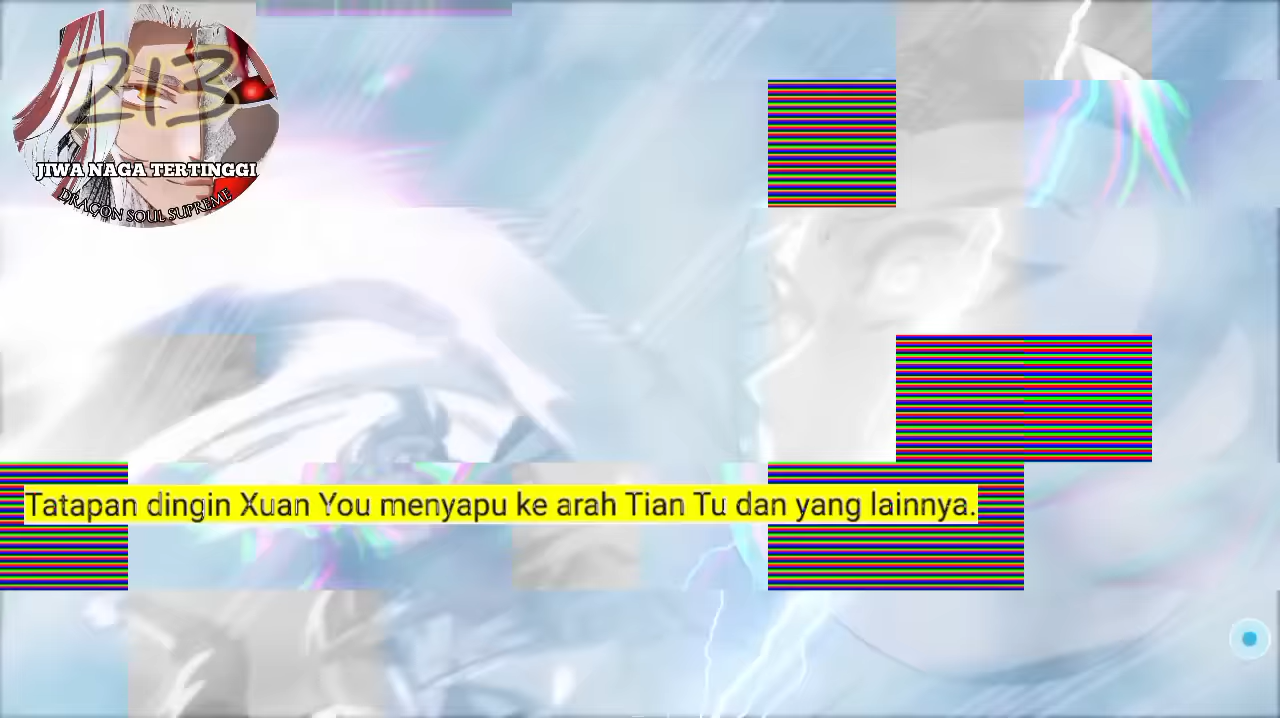 213
JIWA NAGA TERTINGGI
DRAGON SOUL SUPREME
Tatapan dingin Xuan You menyapu ke arah Tian Tu dan yang lainnya.